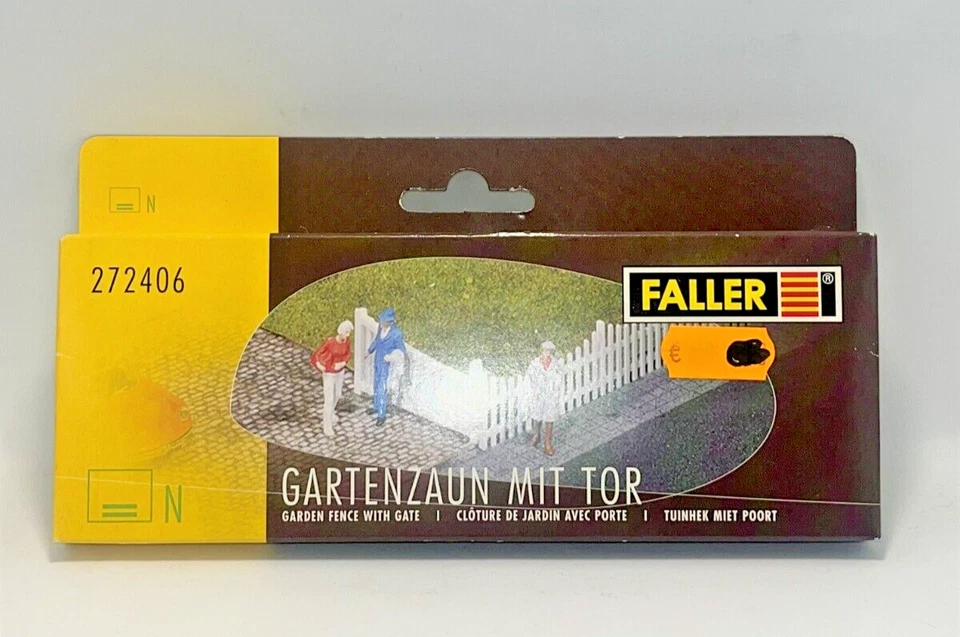 N
272406
FALLER ®
€
N
GARTENZAUN MIT TOR
GARDEN FENCE WITH GATE | CLÔTURE DE JARDIN AVEC PORTE | TUINHEK MIET POORT